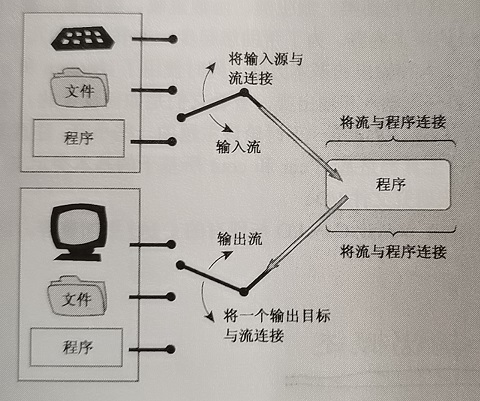 文件
程序
将输入源与
流连接
输入流
将流与程序连接
程序
将流与程序连接
输出流
文件
程序
将一个输出目标
与流连接